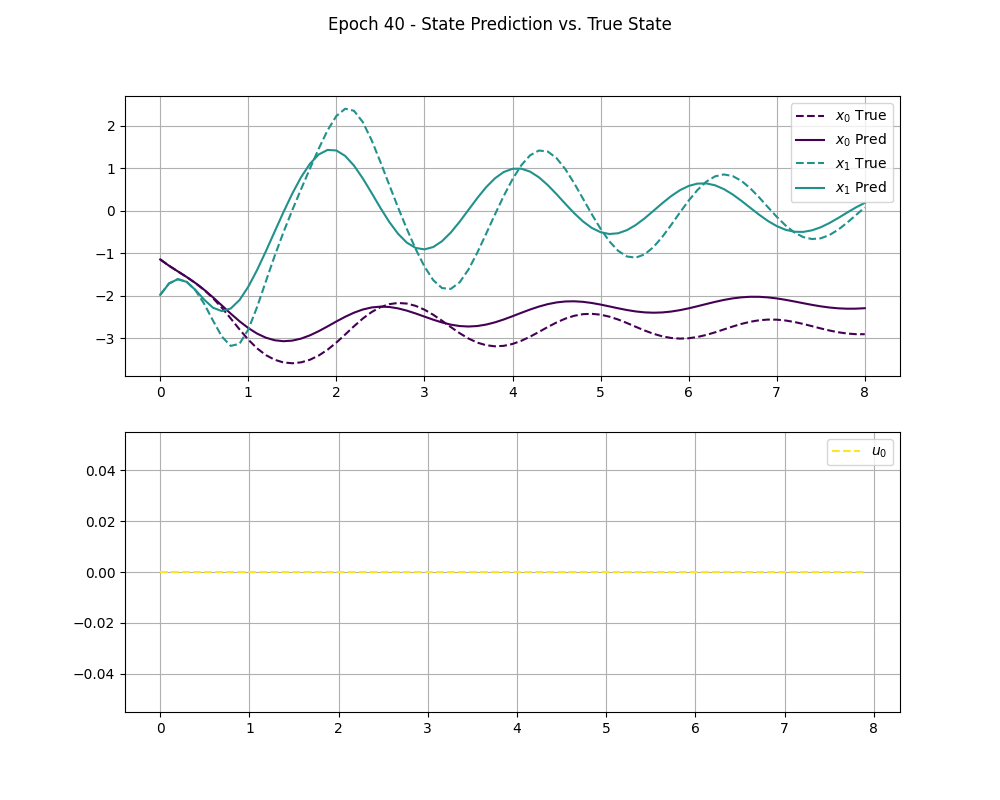 Epoch 40 - State Prediction vs. True State
2
1
0
−1
−2
−3
x₀ True
x₀ Pred
x₁ True
x₁ Pred
0 1 2 3 4 5 6 7 8
0.04
0.02
0.00
−0.02
−0.04
u₀
0 1 2 3 4 5 6 7 8